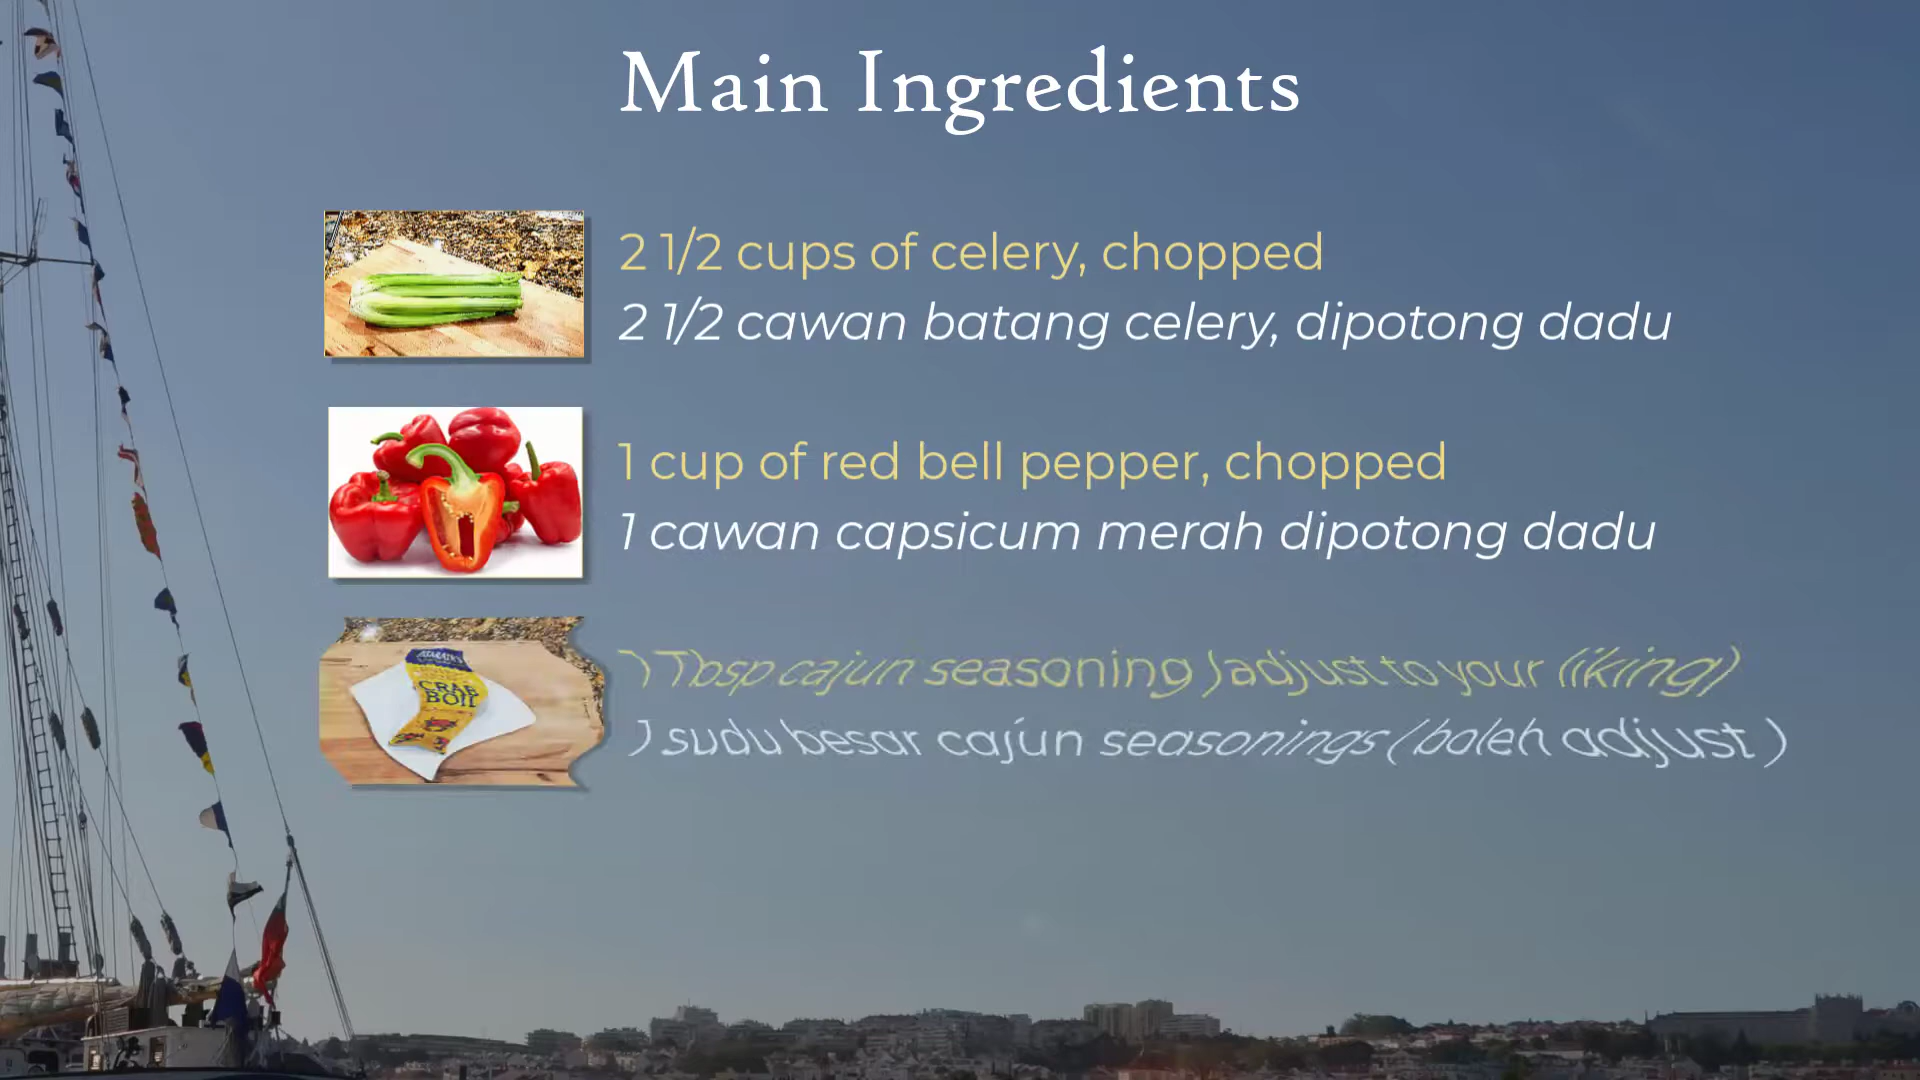 Main Ingredients
2 1/2 cups of celery, chopped
2 1/2 cawan batang celery, dipotong dadu
1 cup of red bell pepper, chopped
1 cawan capsicum merah dipotong dadu
CRAB
BOIL
Tbsp cajun seasoning (adjust to your liking)
sudu besar cajun seasonings (boleh adjust )